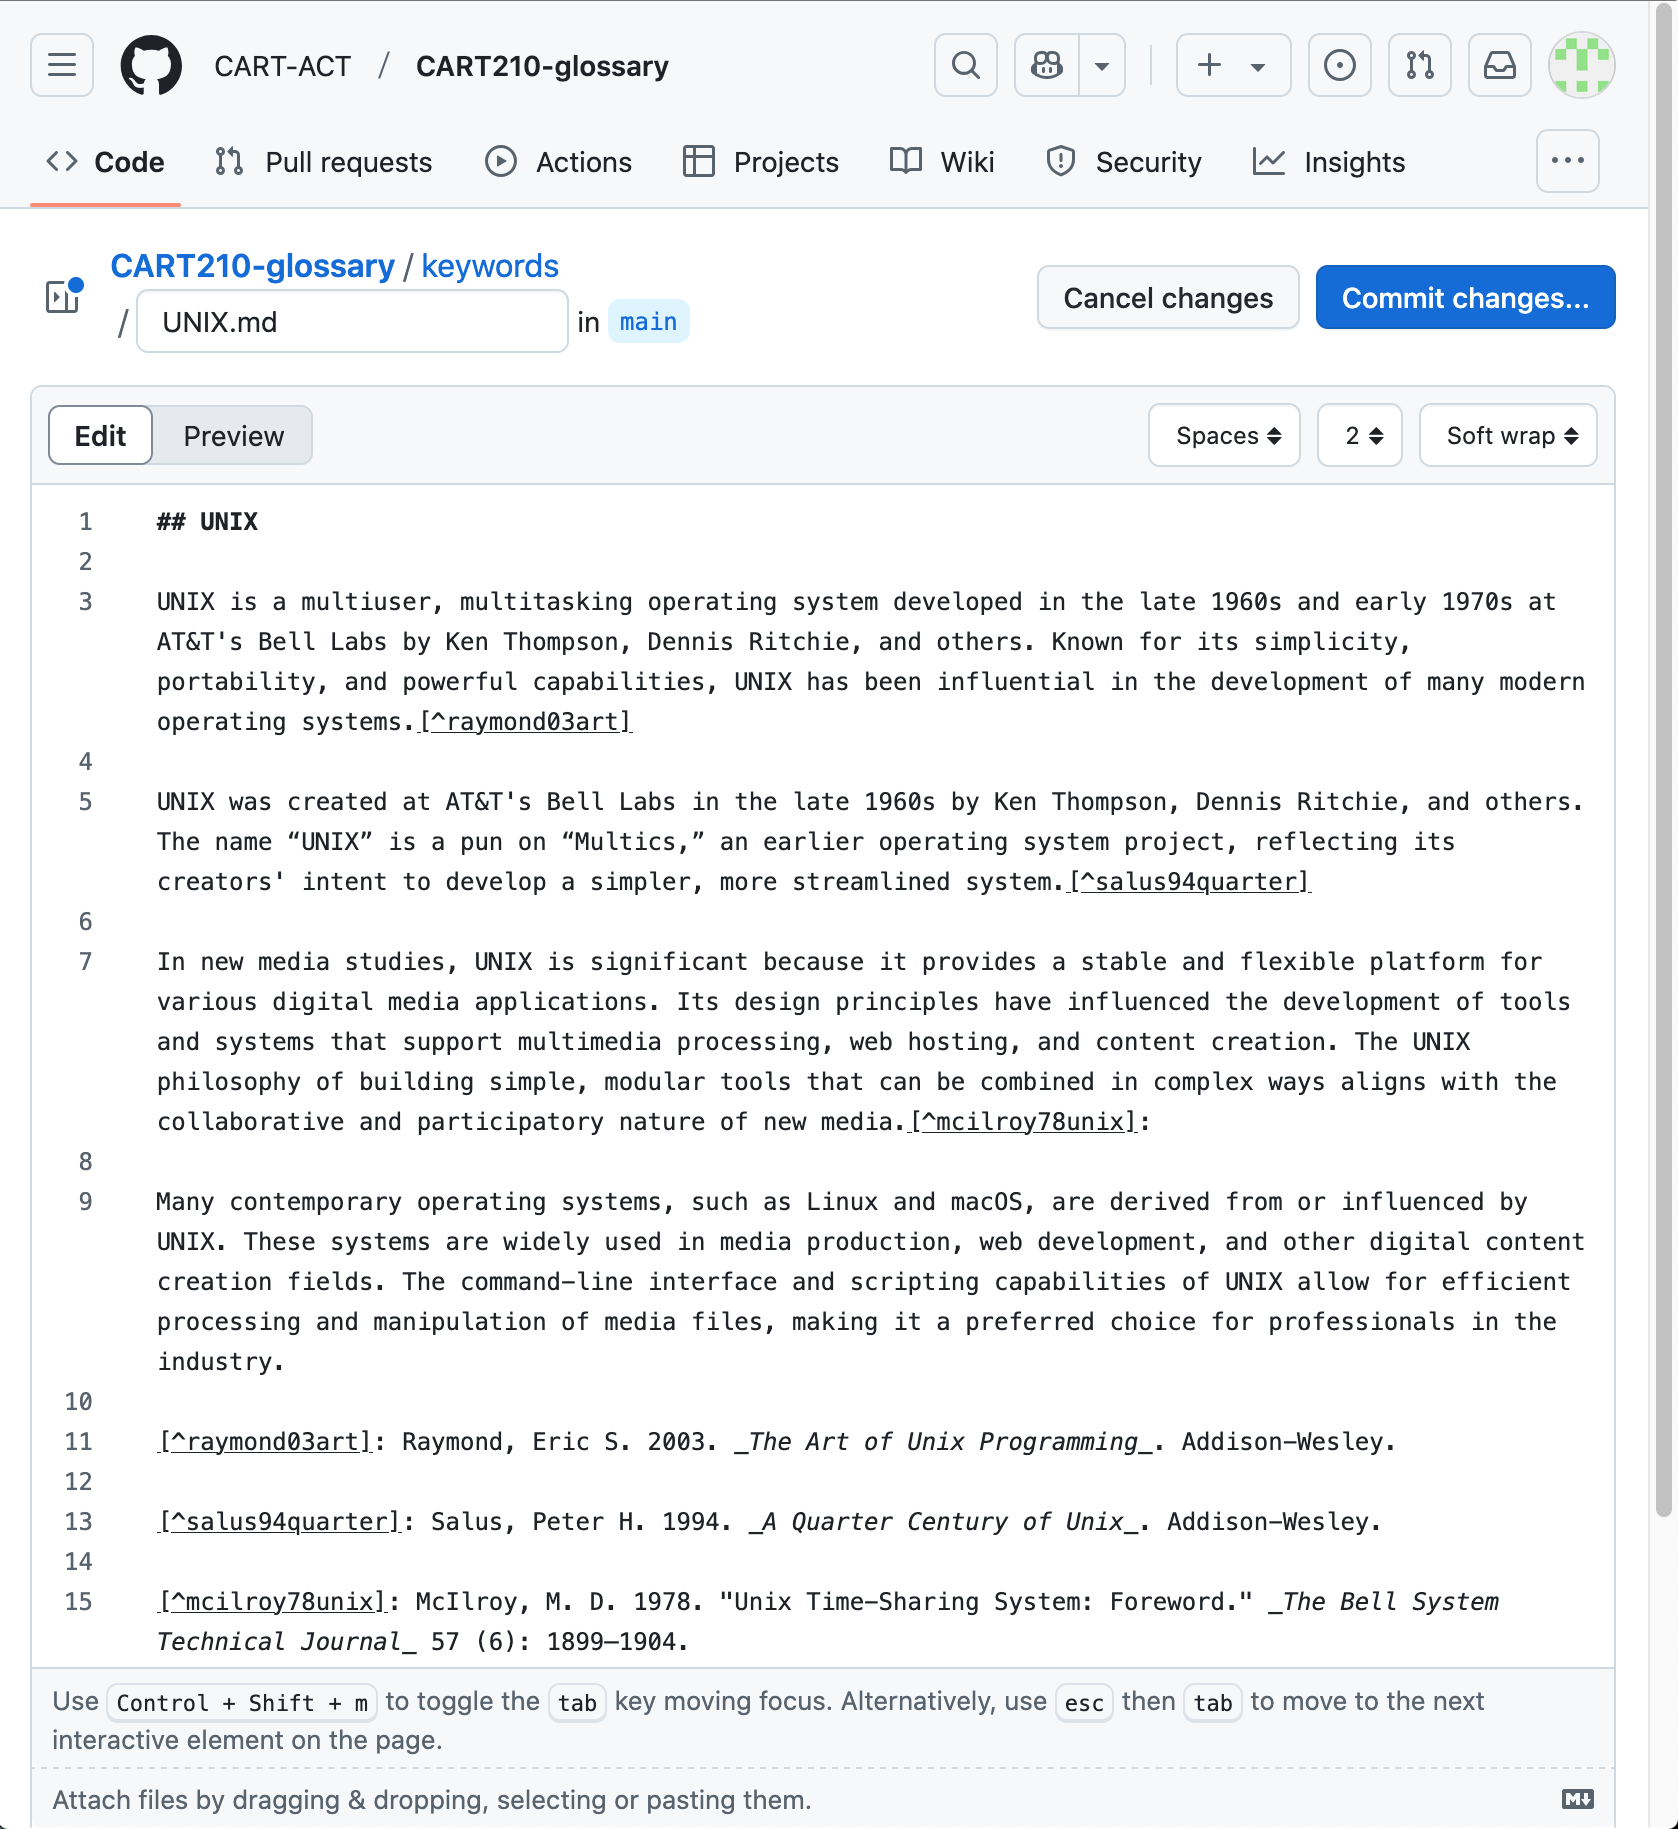 CART-ACT / CART210-glossary
Code Pull requests Actions Projects Wiki Security Insights
CART210-glossary / keywords
/ UNIX.md in main
Cancel changes Commit changes...
Edit Preview Spaces 2 Soft wrap
1 ## UNIX
2
3 UNIX is a multiuser, multitasking operating system developed in the late 1960s and early 1970s at
AT&T's Bell Labs by Ken Thompson, Dennis Ritchie, and others. Known for its simplicity,
portability, and powerful capabilities, UNIX has been influential in the development of many modern
operating systems.[^raymond03art]
4
5 UNIX was created at AT&T's Bell Labs in the late 1960s by Ken Thompson, Dennis Ritchie, and others.
The name “UNIX” is a pun on “Multics,” an earlier operating system project, reflecting its
creators' intent to develop a simpler, more streamlined system.[^salus94quarter]
6
7 In new media studies, UNIX is significant because it provides a stable and flexible platform for
various digital media applications. Its design principles have influenced the development of tools
and systems that support multimedia processing, web hosting, and content creation. The UNIX
philosophy of building simple, modular tools that can be combined in complex ways aligns with the
collaborative and participatory nature of new media.[^mcilroy78unix]:
8
9 Many contemporary operating systems, such as Linux and macOS, are derived from or influenced by
UNIX. These systems are widely used in media production, web development, and other digital content
creation fields. The command-line interface and scripting capabilities of UNIX allow for efficient
processing and manipulation of media files, making it a preferred choice for professionals in the
industry.
10
11 [^raymond03art]: Raymond, Eric S. 2003. _The Art of Unix Programming_. Addison-Wesley.
12
13 [^salus94quarter]: Salus, Peter H. 1994. _A Quarter Century of Unix_. Addison-Wesley.
14
15 [^mcilroy78unix]: McIlroy, M. D. 1978. "Unix Time-Sharing System: Foreword." _The Bell System
Technical Journal_ 57 (6): 1899–1904.
Use Control + Shift + m to toggle the tab key moving focus. Alternatively, use esc then tab to move to the next
interactive element on the page.
Attach files by dragging & dropping, selecting or pasting them.